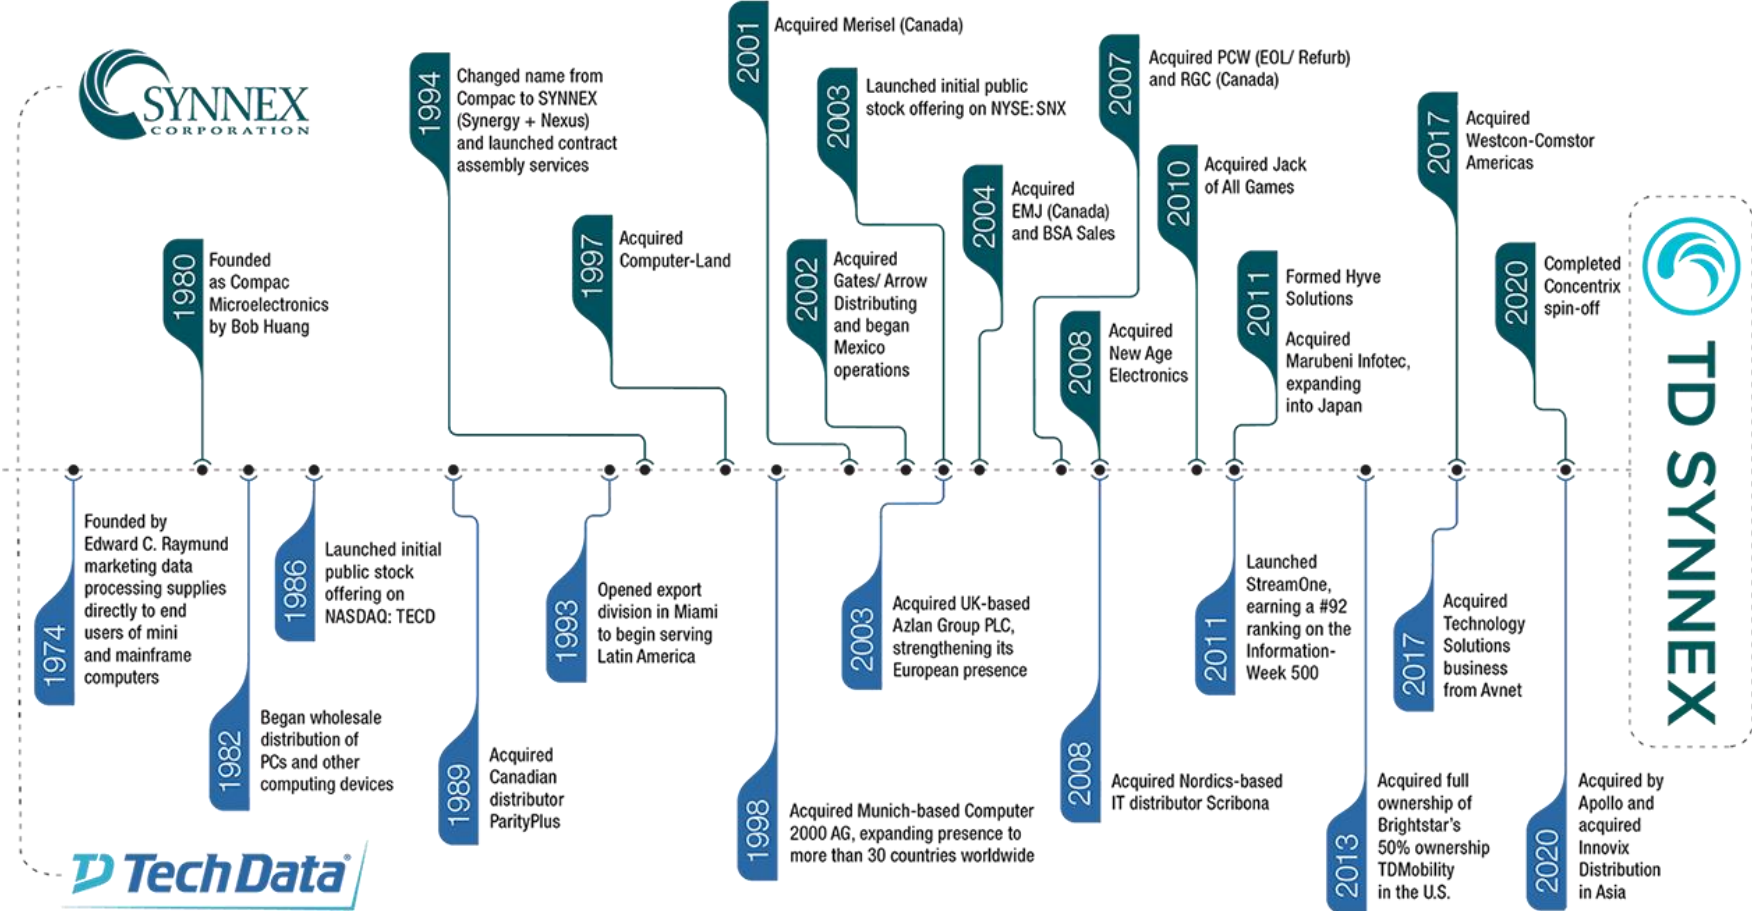 SYNNEX
CORPORATION
1980
Founded
as Compac
Microelectronics
by Bob Huang
1994
Changed name from
Compac to SYNNEX
(Synergy + Nexus)
and launched contract
assembly services
1997
Acquired
Computer-Land
2001
Acquired Merisel (Canada)
2002
Acquired
Gates/ Arrow
Distributing
and began
Mexico
operations
2003
Launched initial public
stock offering on NYSE: SNX
2004
Acquired
EMJ (Canada)
and BSA Sales
2007
Acquired PCW (EOL/ Refurb)
and RGC (Canada)
2008
Acquired
New Age
Electronics
2010
Acquired Jack
of All Games
2011
Formed Hyve
Solutions
Acquired
Marubeni Infotec,
expanding
into Japan
2017
Acquired
Westcon-Comstor
Americas
2020
Completed
Concentrix
spin-off
TD SYNNEX
1974
Founded by
Edward C. Raymund
marketing data
processing supplies
directly to end
users of mini
and mainframe
computers
1982
Began wholesale
distribution of
PCs and other
computing devices
1986
Launched initial
public stock
offering on
NASDAQ: TECD
1989
Acquired
Canadian
distributor
ParityPlus
1993
Opened export
division in Miami
to begin serving
Latin America
1998
Acquired Munich-based Computer
2000 AG, expanding presence to
more than 30 countries worldwide
2003
Acquired UK-based
Azlan Group PLC,
strengthening its
European presence
2008
Acquired Nordics-based
IT distributor Scribona
2011
Launched
StreamOne,
earning a #92
ranking on the
Information-
Week 500
2013
Acquired full
ownership of
Brightstar's
50% ownership
TDMobility
in the U.S.
2017
Acquired
Technology
Solutions
business
from Avnet
2020
Acquired by
Apollo and
acquired
Innovix
Distribution
in Asia
TD Tech Data®